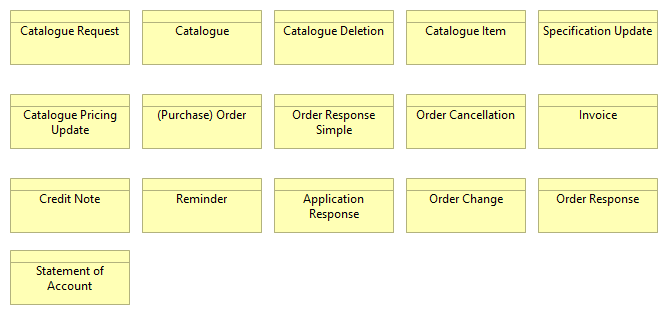 Catalogue Request
Catalogue
Catalogue Deletion
Catalogue Item
Specification Update
Catalogue Pricing
Update
(Purchase) Order
Order Response
Simple
Order Cancellation
Invoice
Credit Note
Reminder
Application
Response
Order Change
Order Response
Statement of
Account